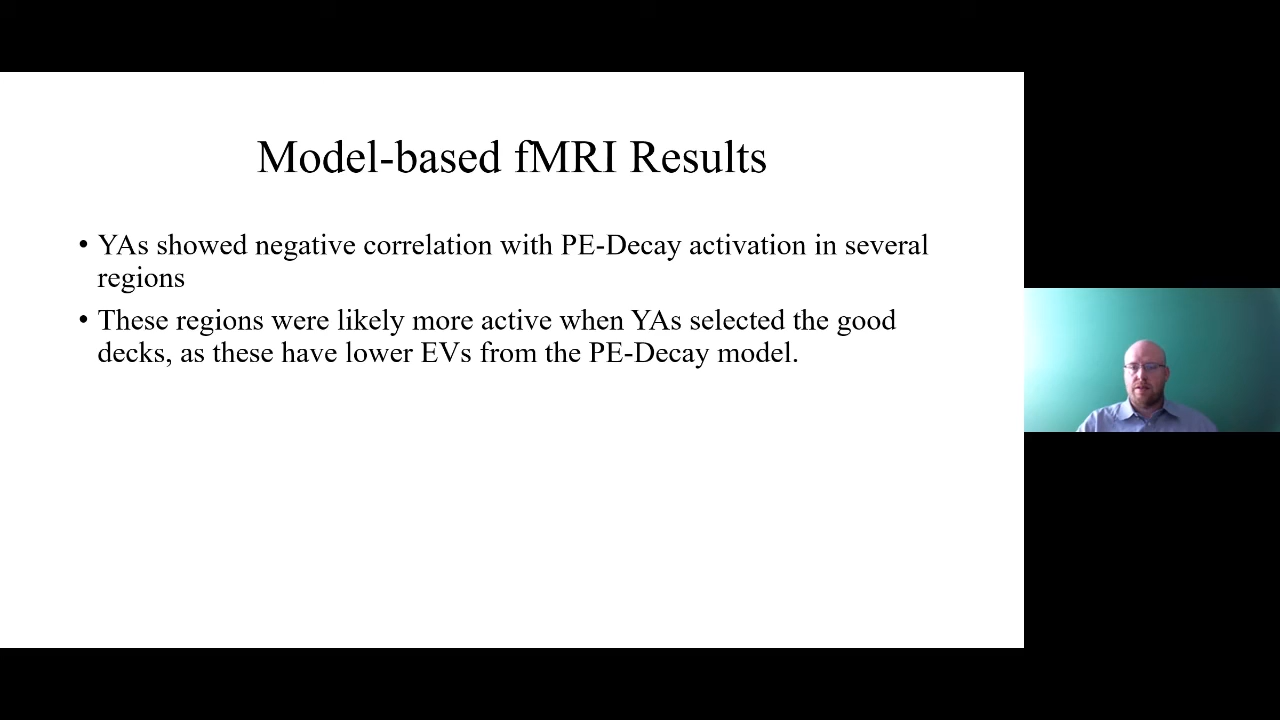 Model-based fMRI Results
• YAs showed negative correlation with PE-Decay activation in several
regions
• These regions were likely more active when YAs selected the good
decks, as these have lower EVs from the PE-Decay model.